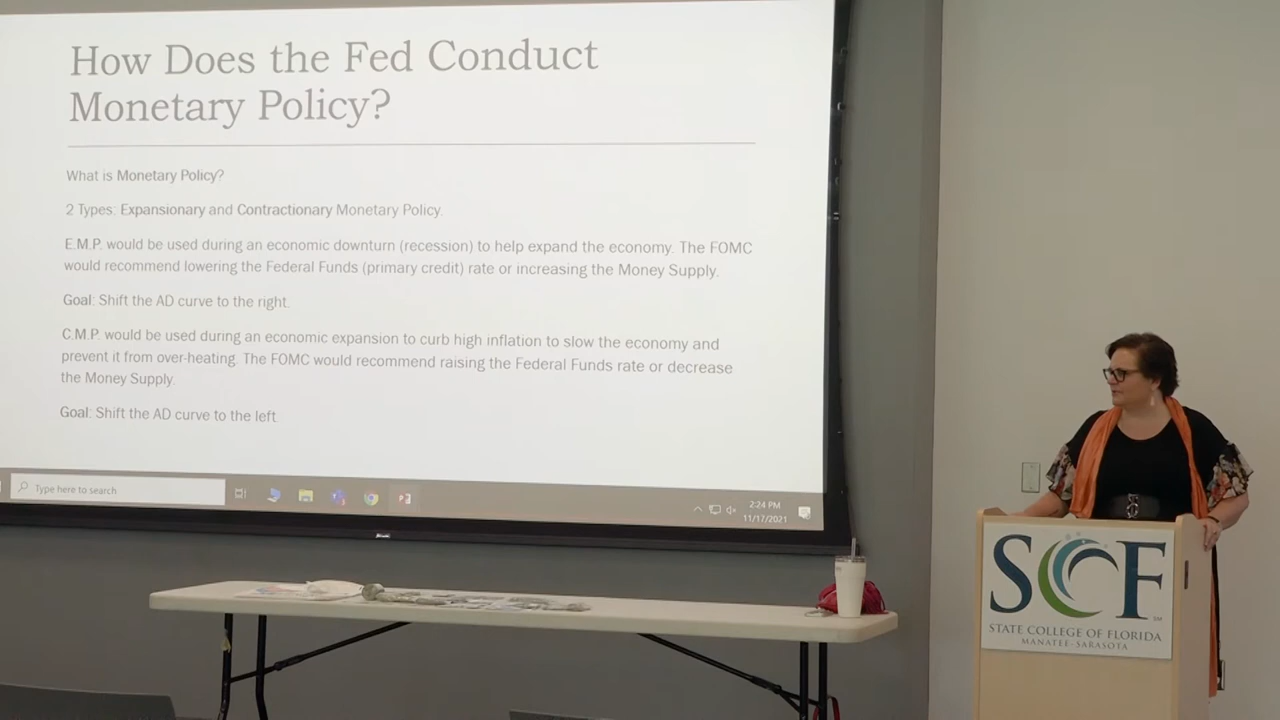 How Does the Fed Conduct
Monetary Policy?
What is Monetary Policy?
2 Types: Expansionary and Contractionary Monetary Policy.
E.M.P. would be used during an economic downturn (recession) to help expand the economy. The FOMC
would recommend lowering the Federal Funds (primary credit) rate or increasing the Money Supply.
Goal: Shift the AD curve to the right.
C.M.P. would be used during an economic expansion to curb high inflation to slow the economy and
prevent it from over-heating. The FOMC would recommend raising the Federal Funds rate or decrease
the Money Supply.
Goal: Shift the AD curve to the left.
Type here to search
2:24 PM
11/17/2021
SCF
STATE COLLEGE OF FLORIDA
MANATEE-SARASOTA